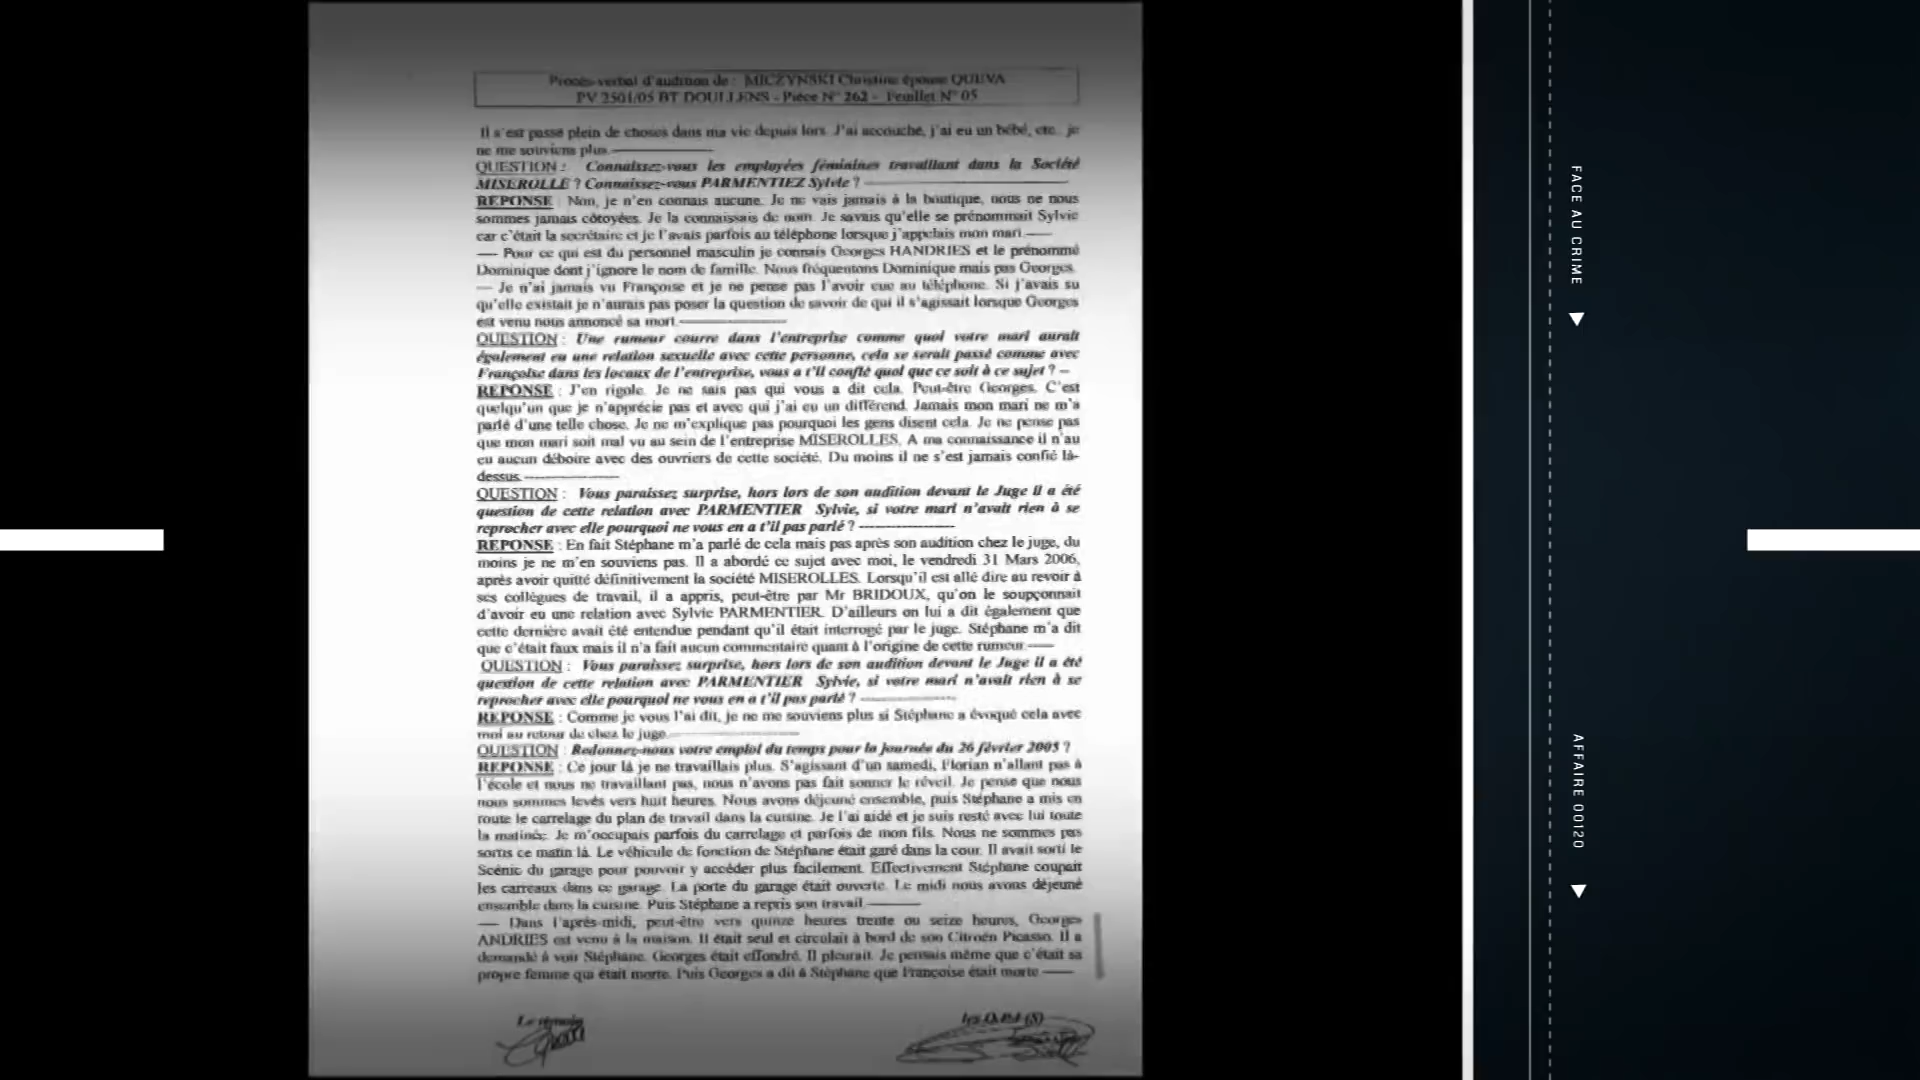 Procès-verbal d'audition de : MICZYNSKI Christine épouse QUEVA
PV 2501/05 BT DOULLENS - Pièce N° 262 - Feuillet N° 05
Il s'est passé plein de choses dans ma vie depuis lors. J'ai accouché, j'ai eu un bébé, etc.. je
ne me souviens plus.
QUESTION : Connaissez-vous les employées féminines travaillant dans la Société
MISEROLLE ? Connaissez-vous PARMENTIEZ Sylvie ?
REPONSE : Non, je n'en connais aucune. Je ne vais jamais à la boutique, nous ne nous
sommes jamais côtoyées. Je la connaissais de nom. Je savais qu'elle se prénommait Sylvie
car c'était la secrétaire et je l'avais parfois au téléphone lorsque j'appelais mon mari.
— Pour ce qui est du personnel masculin je connais Georges HANDRIES et le prénommé
Dominique dont j'ignore le nom de famille. Nous fréquentons Dominique mais pas Georges.
— Je n'ai jamais vu Françoise et je ne pense pas l'avoir eue au téléphone. Si j'avais su
qu'elle existait je n'aurais pas poser la question de savoir de qui il s'agissait lorsque Georges
est venu nous annoncé sa mort.
QUESTION : Une rumeur courre dans l'entreprise comme quoi votre mari aurait
également eu une relation sexuelle avec cette personne, cela se serait passé comme avec
Françoise dans les locaux de l'entreprise, vous a t'il confié quoi que ce soit à ce sujet ? –
REPONSE : J'en rigole. Je ne sais pas qui vous a dit cela. Peut-être Georges. C'est
quelqu'un que je n'apprécie pas et avec qui j'ai eu un différend. Jamais mon mari ne m'a
parlé d'une telle chose. Je ne m'explique pas pourquoi les gens disent cela. Je ne pense pas
que mon mari soit mal vu au sein de l'entreprise MISEROLLES. A ma connaissance il n'au
eu aucun déboire avec des ouvriers de cette société. Du moins il ne s'est jamais confié là-
dessus.
QUESTION : Vous paraissez surprise, hors lors de son audition devant le Juge il a été
question de cette relation avec PARMENTIER Sylvie, si votre mari n'avait rien à se
reprocher avec elle pourquoi ne vous en a t'il pas parlé ?
REPONSE : En fait Stéphane m'a parlé de cela mais pas après son audition chez le juge, du
moins je ne m'en souviens pas. Il a abordé ce sujet avec moi, le vendredi 31 Mars 2006,
après avoir quitté définitivement la société MISEROLLES. Lorsqu'il est allé dire au revoir à
ses collègues de travail, il a appris, peut-être par Mr BRIDOUX, qu'on le soupçonnait
d'avoir eu une relation avec Sylvie PARMENTIER. D'ailleurs on lui a dit également que
cette dernière avait été entendue pendant qu'il était interrogé par le juge. Stéphane m'a dit
que c'était faux mais il n'a fait aucun commentaire quant à l'origine de cette rumeur.
QUESTION : Vous paraissez surprise, hors lors de son audition devant le Juge il a été
question de cette relation avec PARMENTIER Sylvie, si votre mari n'avait rien à se
reprocher avec elle pourquoi ne vous en a t'il pas parlé ?
REPONSE : Comme je vous l'ai dit, je ne me souviens plus si Stéphane a évoqué cela avec
moi au retour de chez le juge.
QUESTION : Redonnez-nous votre emploi du temps pour la journée du 26 février 2005 ?
REPONSE : Ce jour là je ne travaillais plus. S'agissant d'un samedi, Florian n'allant pas à
l'école et nous ne travaillant pas, nous n'avons pas fait sonner le réveil. Je pense que nous
nous sommes levés vers huit heures. Nous avons déjeuné ensemble, puis Stéphane a mis en
route le carrelage du plan de travail dans la cuisine. Je l'ai aidé et je suis resté avec lui toute
la matinée. Je m'occupais parfois du carrelage et parfois de mon fils. Nous ne sommes pas
sortis ce matin là. Le véhicule de fonction de Stéphane était garé dans la cour. Il avait sorti le
Scénic du garage pour pouvoir y accéder plus facilement. Effectivement Stéphane coupait
les carreaux dans ce garage. La porte du garage était ouverte. Le midi nous avons déjeuné
ensemble dans la cuisine. Puis Stéphane a repris son travail.
— Dans l'après-midi, peut-être vers quinze heures trente ou seize heures, Georges
ANDRIES est venu à la maison. Il était seul et circulait à bord de son Citroën Picasso. Il a
demandé à voir Stéphane. Georges était effondré. Il pleurait. Je pensais même que c'était sa
propre femme qui était morte. Puis Georges a dit à Stéphane que Françoise était morte —
Le témoin
les O.P.J (S)
FACE AU CRIME
AFFAIRE 00120